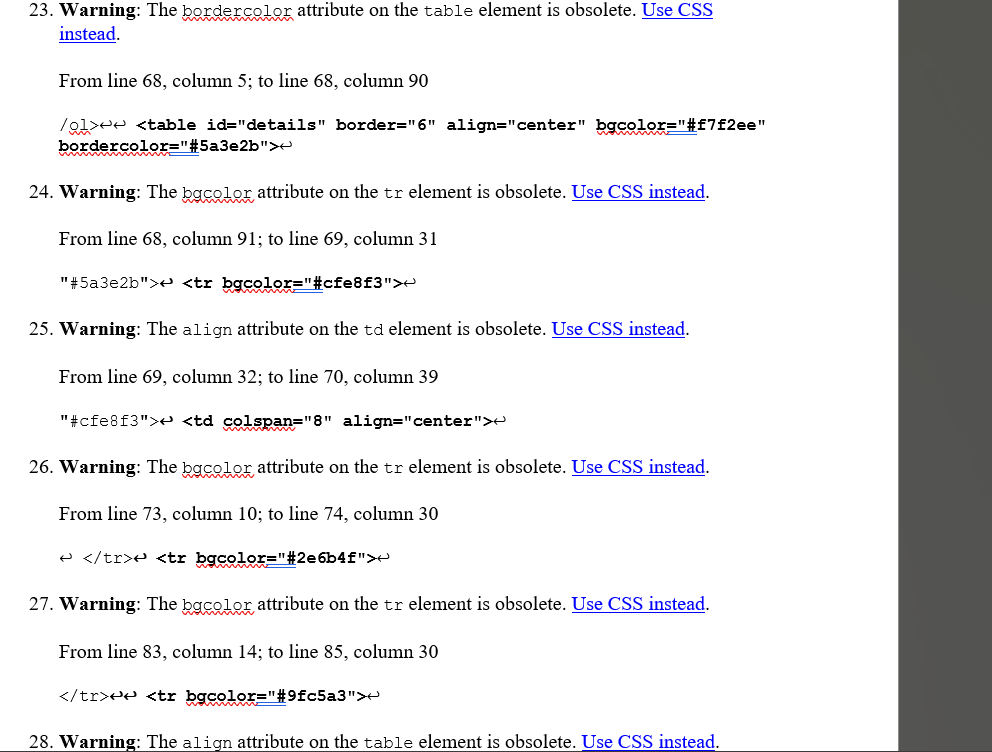 23. Warning: The bordercolor attribute on the table element is obsolete. Use CSS
instead.
From line 68, column 5; to line 68, column 90
/ol>↩↩ <table id="details" border="6" align="center" bgcolor="#f7f2ee"
bordercolor="#5a3e2b">↩
24. Warning: The bgcolor attribute on the tr element is obsolete. Use CSS instead.
From line 68, column 91; to line 69, column 31
"#5a3e2b">↩ <tr bgcolor="#cfe8f3">↩
25. Warning: The align attribute on the td element is obsolete. Use CSS instead.
From line 69, column 32; to line 70, column 39
"#cfe8f3">↩ <td colspan="8" align="center">↩
26. Warning: The bgcolor attribute on the tr element is obsolete. Use CSS instead.
From line 73, column 10; to line 74, column 30
↩ </tr>↩ <tr bgcolor="#2e6b4f">↩
27. Warning: The bgcolor attribute on the tr element is obsolete. Use CSS instead.
From line 83, column 14; to line 85, column 30
</tr>↩↩ <tr bgcolor="#9fc5a3">↩
28. Warning: The align attribute on the table element is obsolete. Use CSS instead.